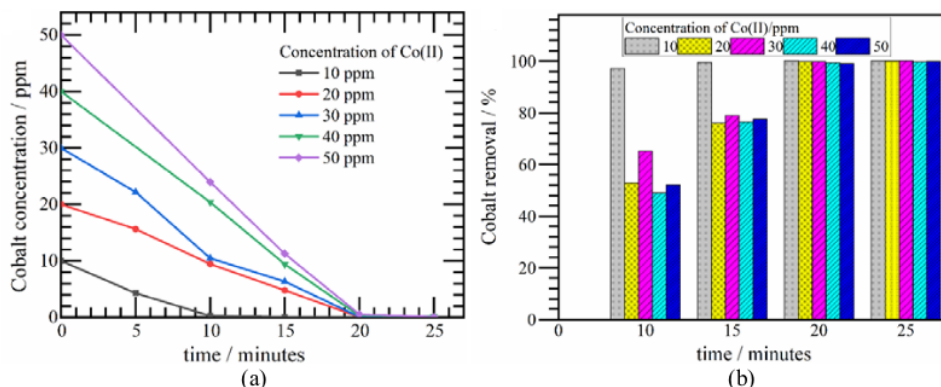 Concentration of Co(II)
10 ppm
20 ppm
30 ppm
40 ppm
50 ppm
Cobalt concentration / ppm
50
40
30
20
10
0
0 5 10 15 20 25
time / minutes
(a)
Concentration of Co(II)/ppm
10 20 30 40 50
Cobalt removal / %
100
80
60
40
20
0
0 10 15 20 25
time / minutes
(b)